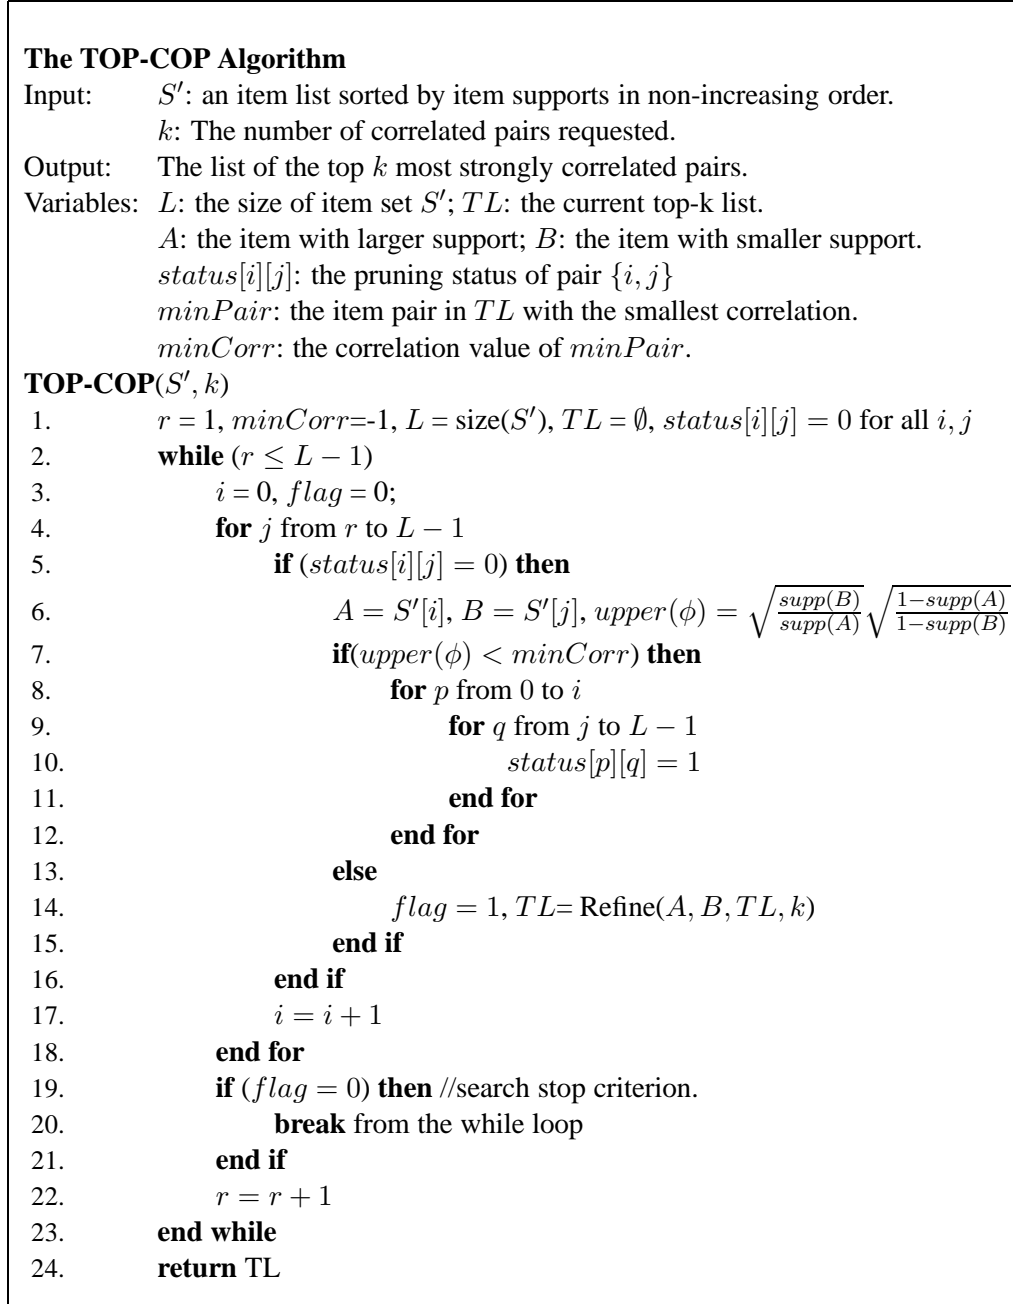 The TOP-COP Algorithm
Input: S′: an item list sorted by item supports in non-increasing order.
k: The number of correlated pairs requested.
Output: The list of the top k most strongly correlated pairs.
Variables: L: the size of item set S′; TL: the current top-k list.
A: the item with larger support; B: the item with smaller support.
status[i][j]: the pruning status of pair {i, j}
minPair: the item pair in TL with the smallest correlation.
minCorr: the correlation value of minPair.
TOP-COP(S′, k)
1. r = 1, minCorr=-1, L = size(S′), TL = ∅, status[i][j] = 0 for all i, j
2. while (r ≤ L − 1)
3. i = 0, flag = 0;
4. for j from r to L − 1
5. if (status[i][j] = 0) then
6. A = S′[i], B = S′[j], upper(ϕ) = √(supp(B)/supp(A)) √((1−supp(A))/(1−supp(B)))
7. if(upper(ϕ) < minCorr) then
8. for p from 0 to i
9. for q from j to L − 1
10. status[p][q] = 1
11. end for
12. end for
13. else
14. flag = 1, TL= Refine(A, B, TL, k)
15. end if
16. end if
17. i = i + 1
18. end for
19. if (flag = 0) then //search stop criterion.
20. break from the while loop
21. end if
22. r = r + 1
23. end while
24. return TL